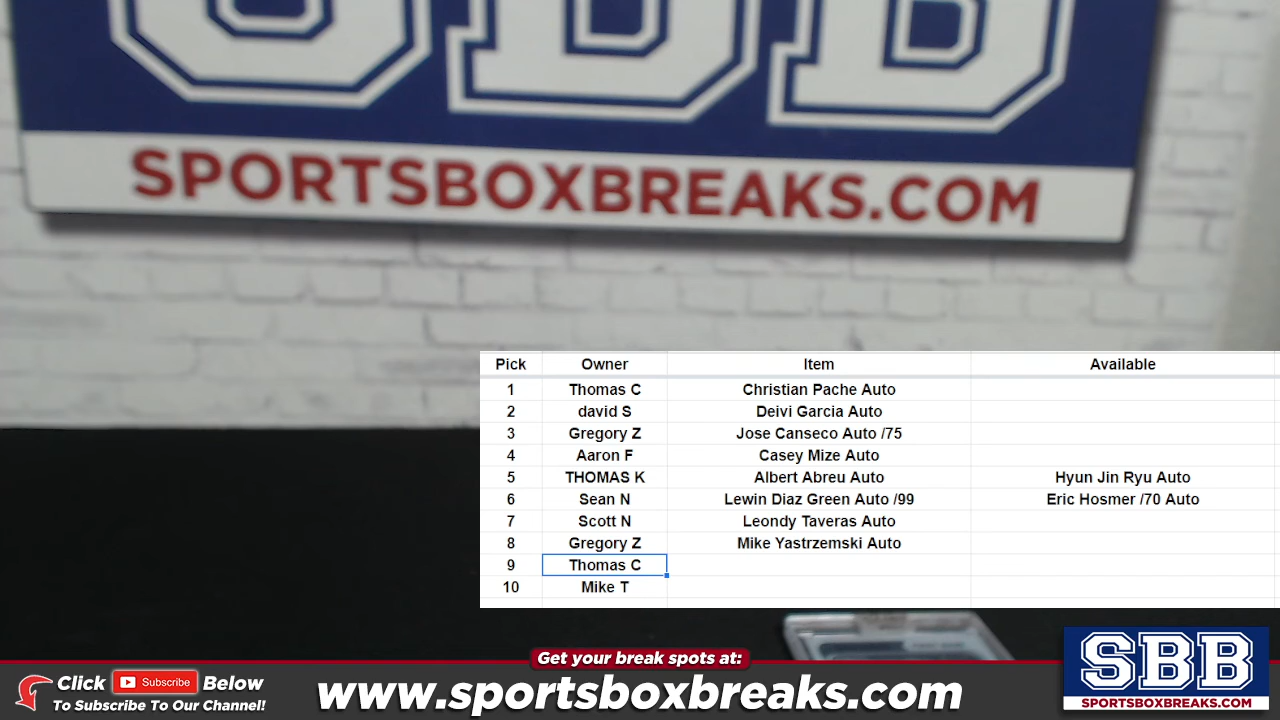 SBB
SPORTSBOXBREAKS.COM
Pick Owner Item Available
1 Thomas C Christian Pache Auto
2 david S Deivi Garcia Auto
3 Gregory Z Jose Canseco Auto /75
4 Aaron F Casey Mize Auto
5 THOMAS K Albert Abreu Auto Hyun Jin Ryu Auto
6 Sean N Lewin Diaz Green Auto /99 Eric Hosmer /70 Auto
7 Scott N Leondy Taveras Auto
8 Gregory Z Mike Yastrzemski Auto
9 Thomas C
10 Mike T
Get your break spots at:
Click Subscribe Below
To Subscribe To Our Channel!
www.sportsboxbreaks.com
SBB
SPORTSBOXBREAKS.COM